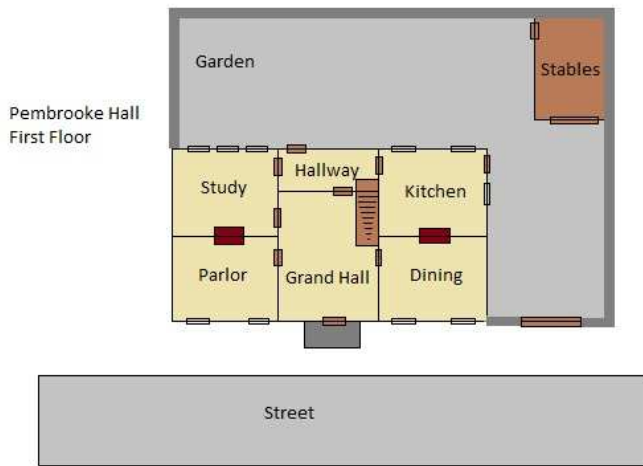 Garden
Stables
Pembrooke Hall
First Floor
Hallway
Study
Kitchen
Parlor
Grand Hall
Dining
Street